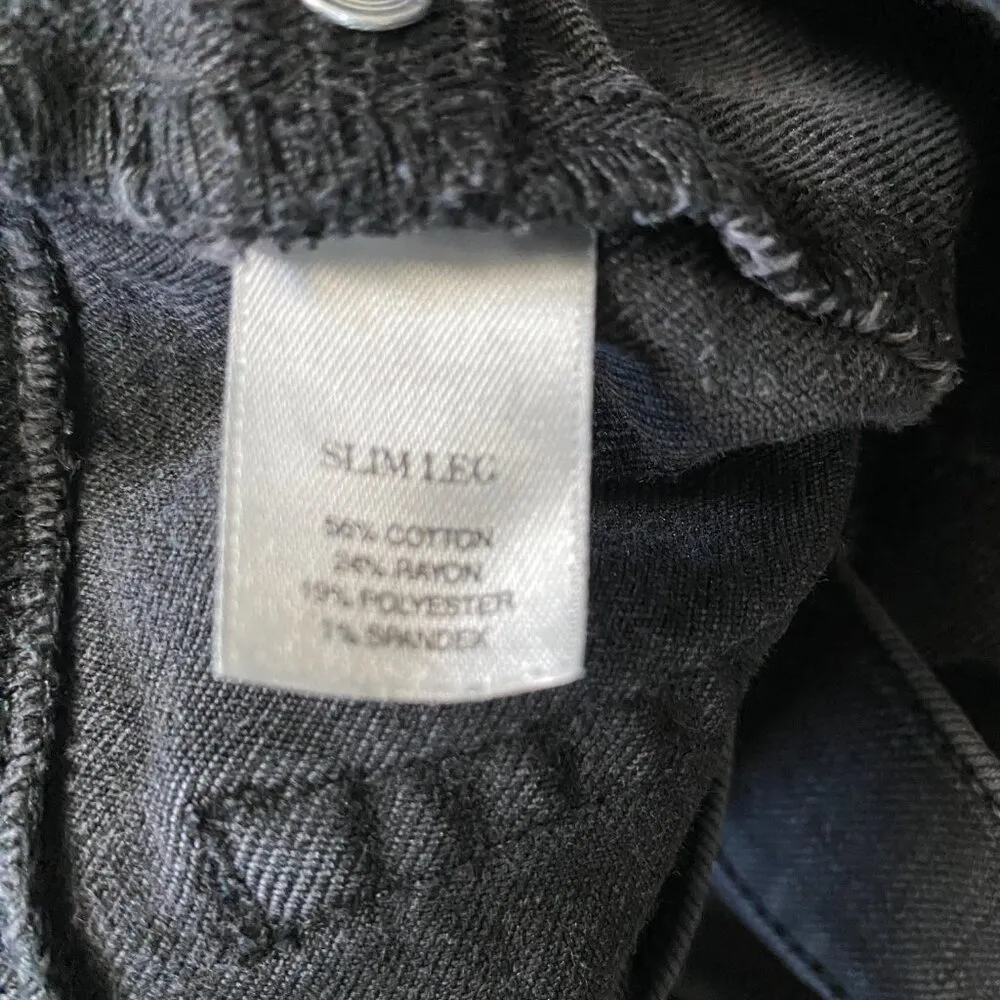 SLIM LEG
56% COTTON
24% RAYON
19% POLYESTER
1% SPANDEX